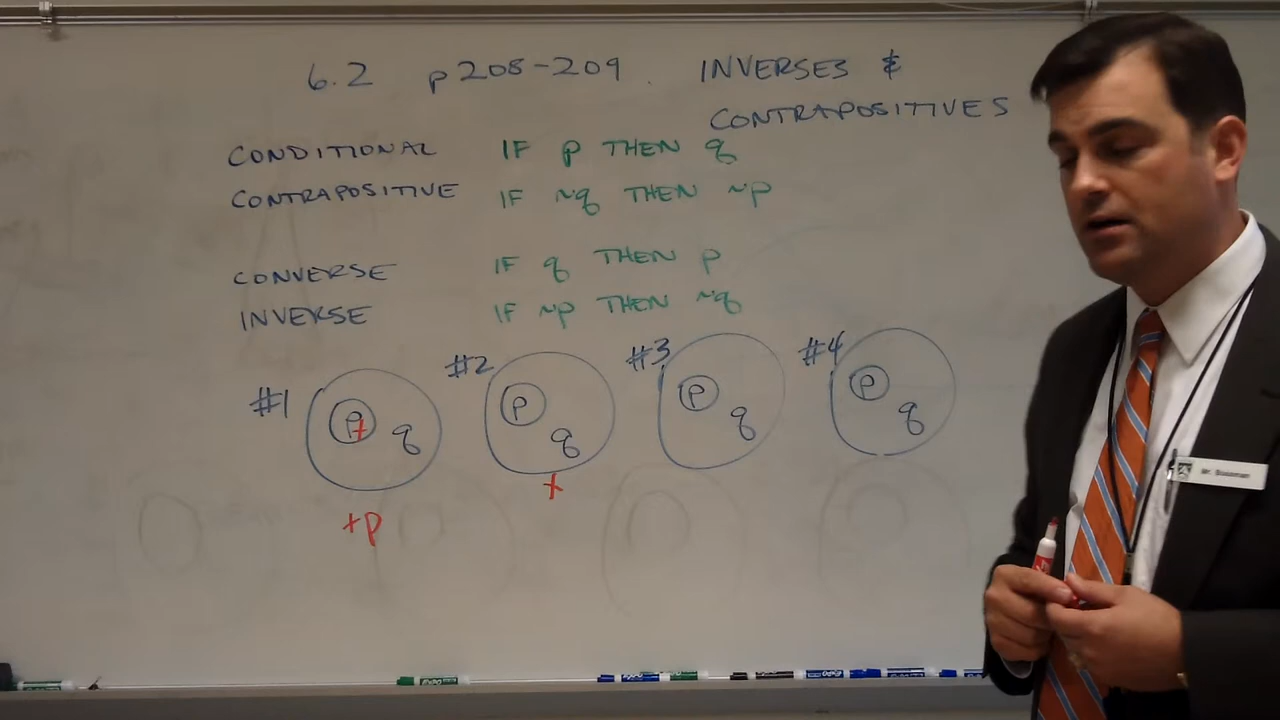 6.2 p208-209. INVERSES &
CONTRAPOSITIVES
CONDITIONAL IF p THEN q
CONTRAPOSITIVE IF ~q THEN ~p
CONVERSE IF q THEN p
INVERSE IF ~p THEN ~q
#1 #2 #3 #4
p q p q p q p q
+p
EXPO